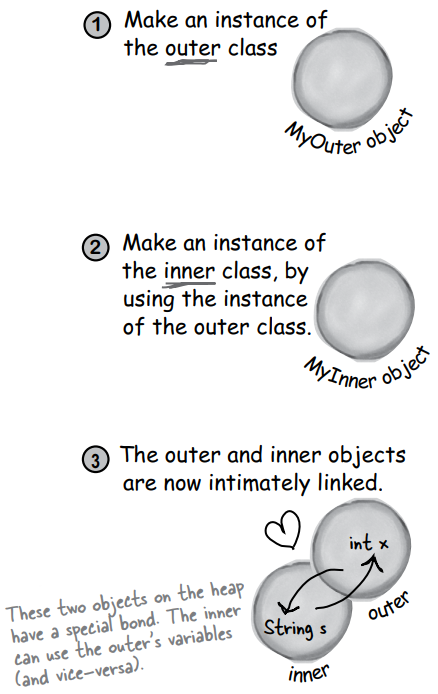 1 Make an instance of
the outer class
MyOuter object
2 Make an instance of
the inner class, by
using the instance
of the outer class.
MyInner object
3 The outer and inner objects
are now intimately linked.
int x
String s
outer
inner
These two objects on the heap
have a special bond. The inner
can use the outer's variables
(and vice-versa).